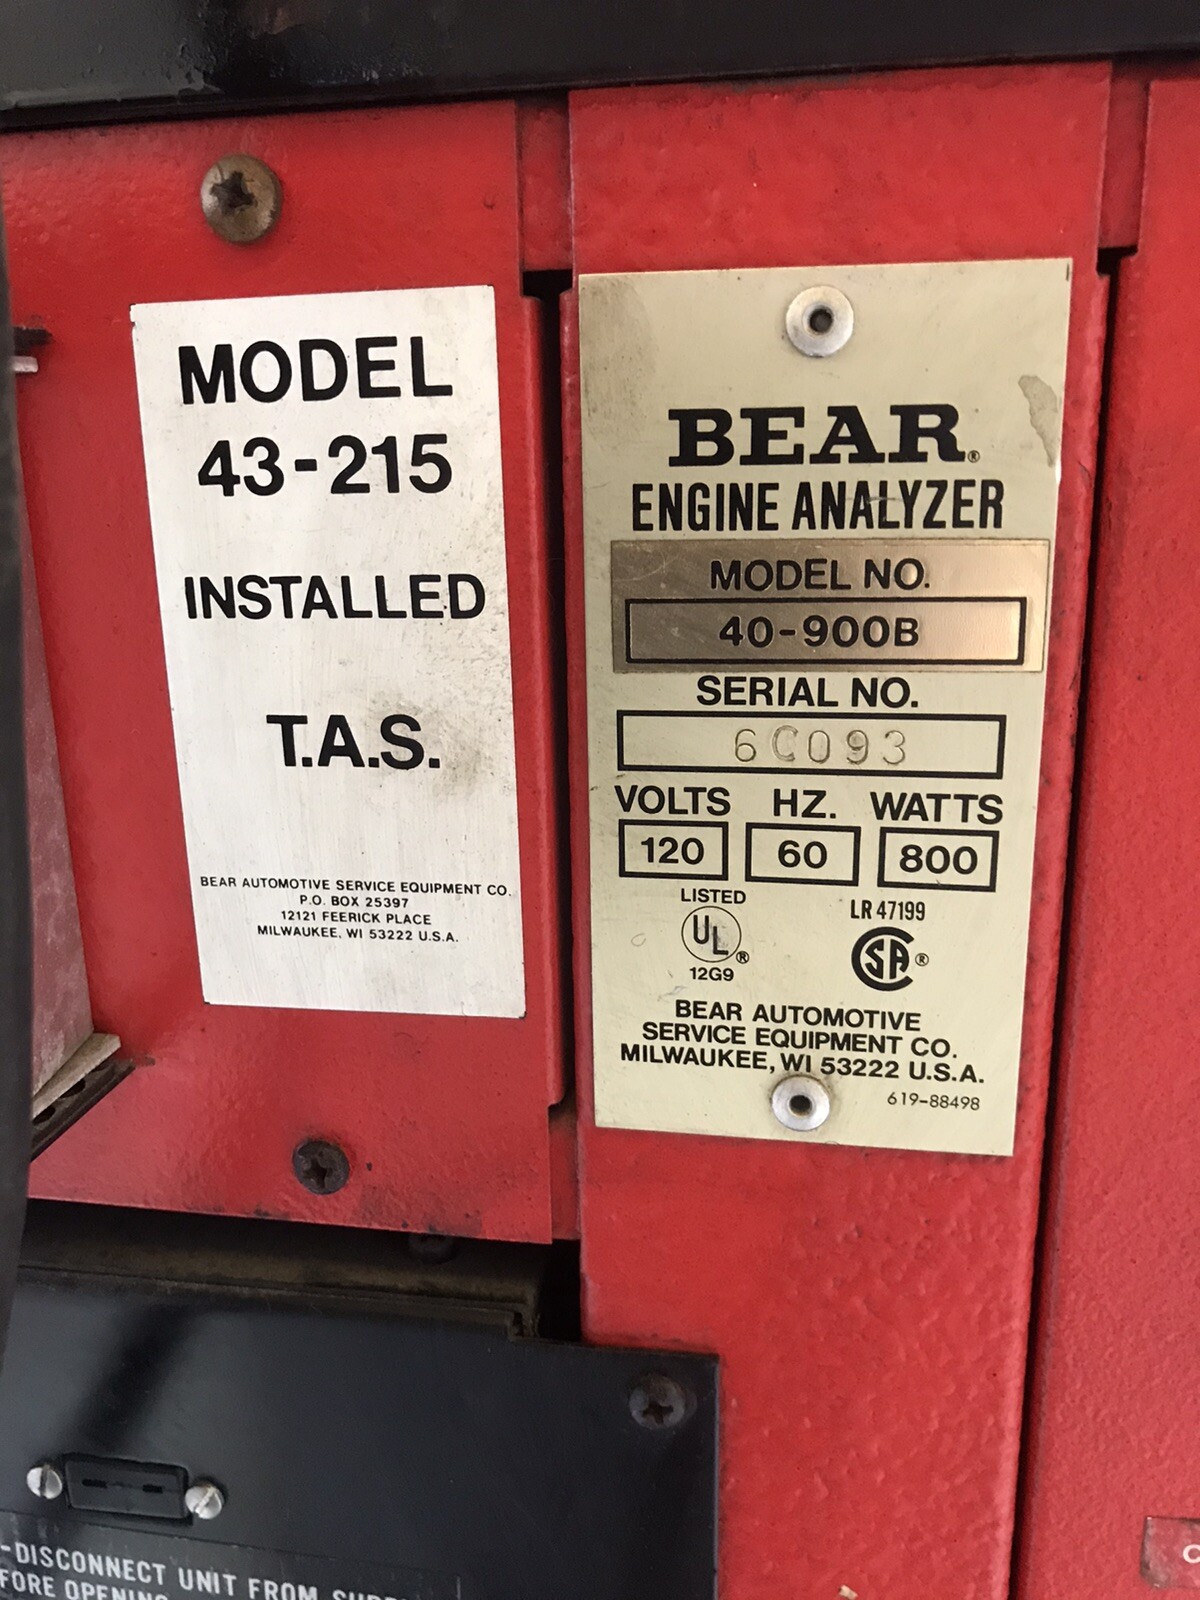 MODEL
43-215
INSTALLED
T.A.S.
BEAR AUTOMOTIVE SERVICE EQUIPMENT CO.
P.O. BOX 25397
12121 FEERICK PLACE
MILWAUKEE, WI 53222 U.S.A.
BEAR®
ENGINE ANALYZER
MODEL NO.
40-900B
SERIAL NO.
6C093
VOLTS HZ. WATTS
120 60 800
LISTED
UL®
12G9
LR 47199
CSA®
BEAR AUTOMOTIVE
SERVICE EQUIPMENT CO.
MILWAUKEE, WI 53222 U.S.A.
619-88498
-DISCONNECT UNIT FROM
OPENING